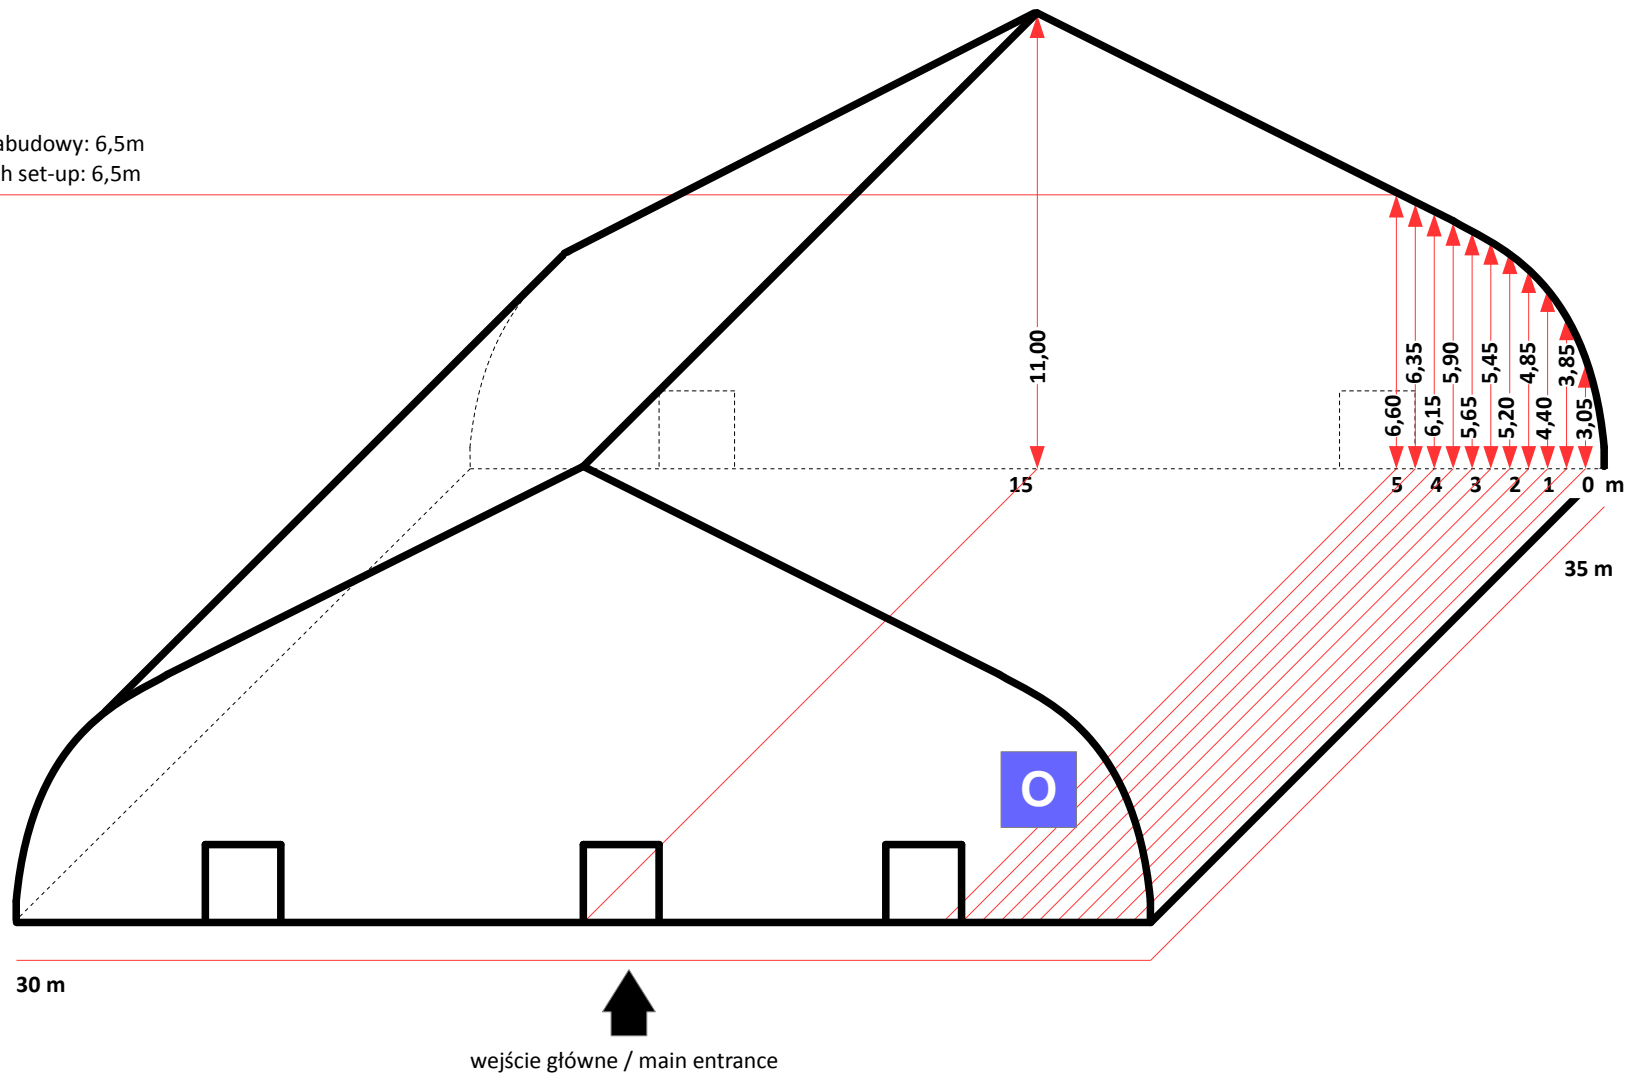 abudowy: 6,5m
h set-up: 6,5m
11,00
6,60
6,35
6,15
5,90
5,65
5,45
5,20
4,85
4,40
3,85
3,05
15 5 4 3 2 1 0 m
35 m
O
30 m
wejście główne / main entrance